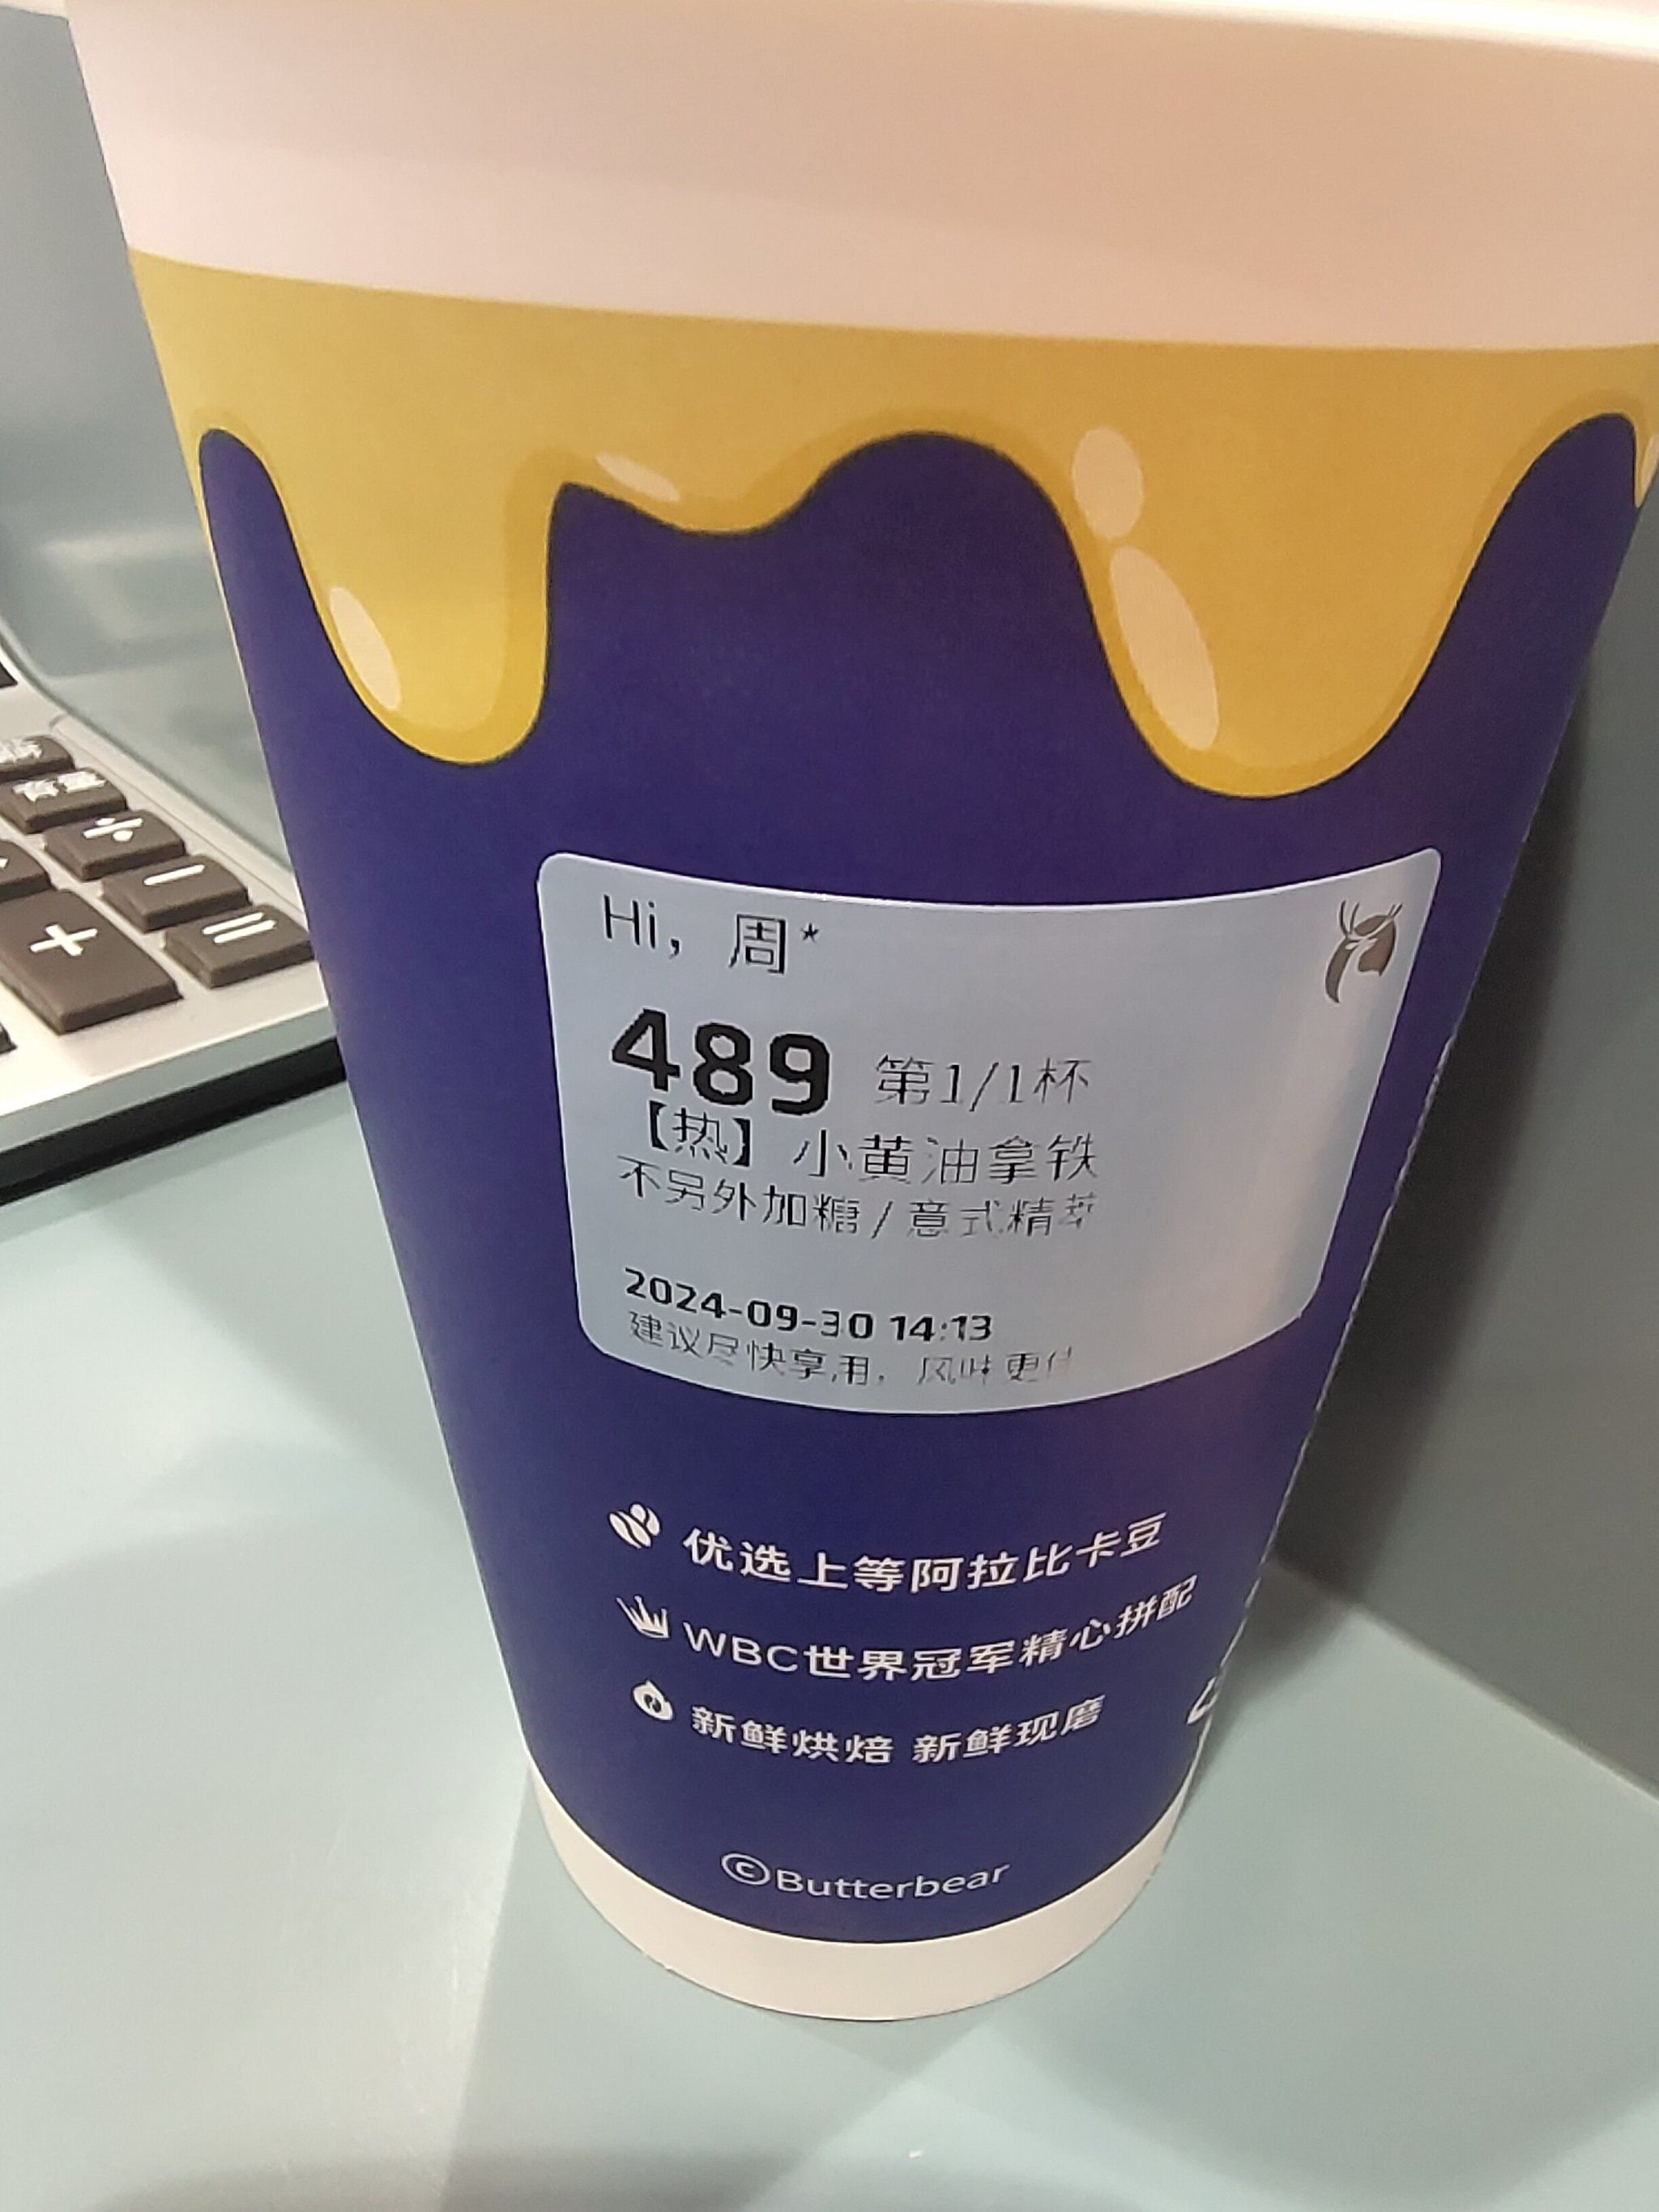 Hi，周*
489 第1/1杯
【热】小黄油拿铁
不另外加糖/意式精萃
2024-09-30 14:13
建议尽快享用，风味更佳
优选上等阿拉比卡豆
WBC世界冠军精心拼配
新鲜烘焙 新鲜现磨
©Butterbear
÷
−
+
=